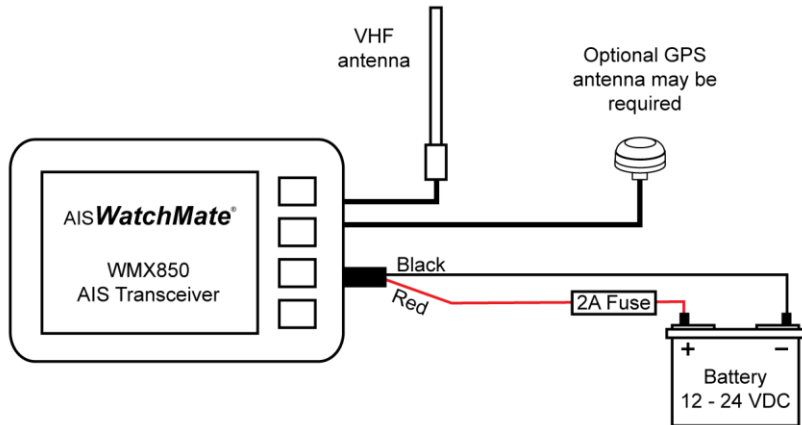 VHF
antenna
Optional GPS
antenna may be
required
AIS WatchMate®
WMX850
AIS Transceiver
Black
Red
2A Fuse
+ −
Battery
12 - 24 VDC